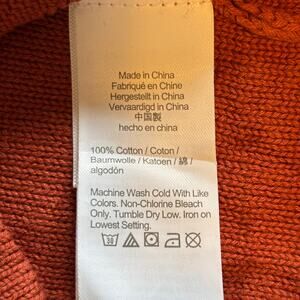 Made in China
Fabriqué en Chine
Hergestellt in China
Vervaardigd in China
中国製
hecho en china
100% Cotton / Coton /
Baumwolle / Katoen / 綿 /
algodón
Machine Wash Cold With Like
Colors. Non-Chlorine Bleach
Only. Tumble Dry Low. Iron on
Lowest Setting.
30